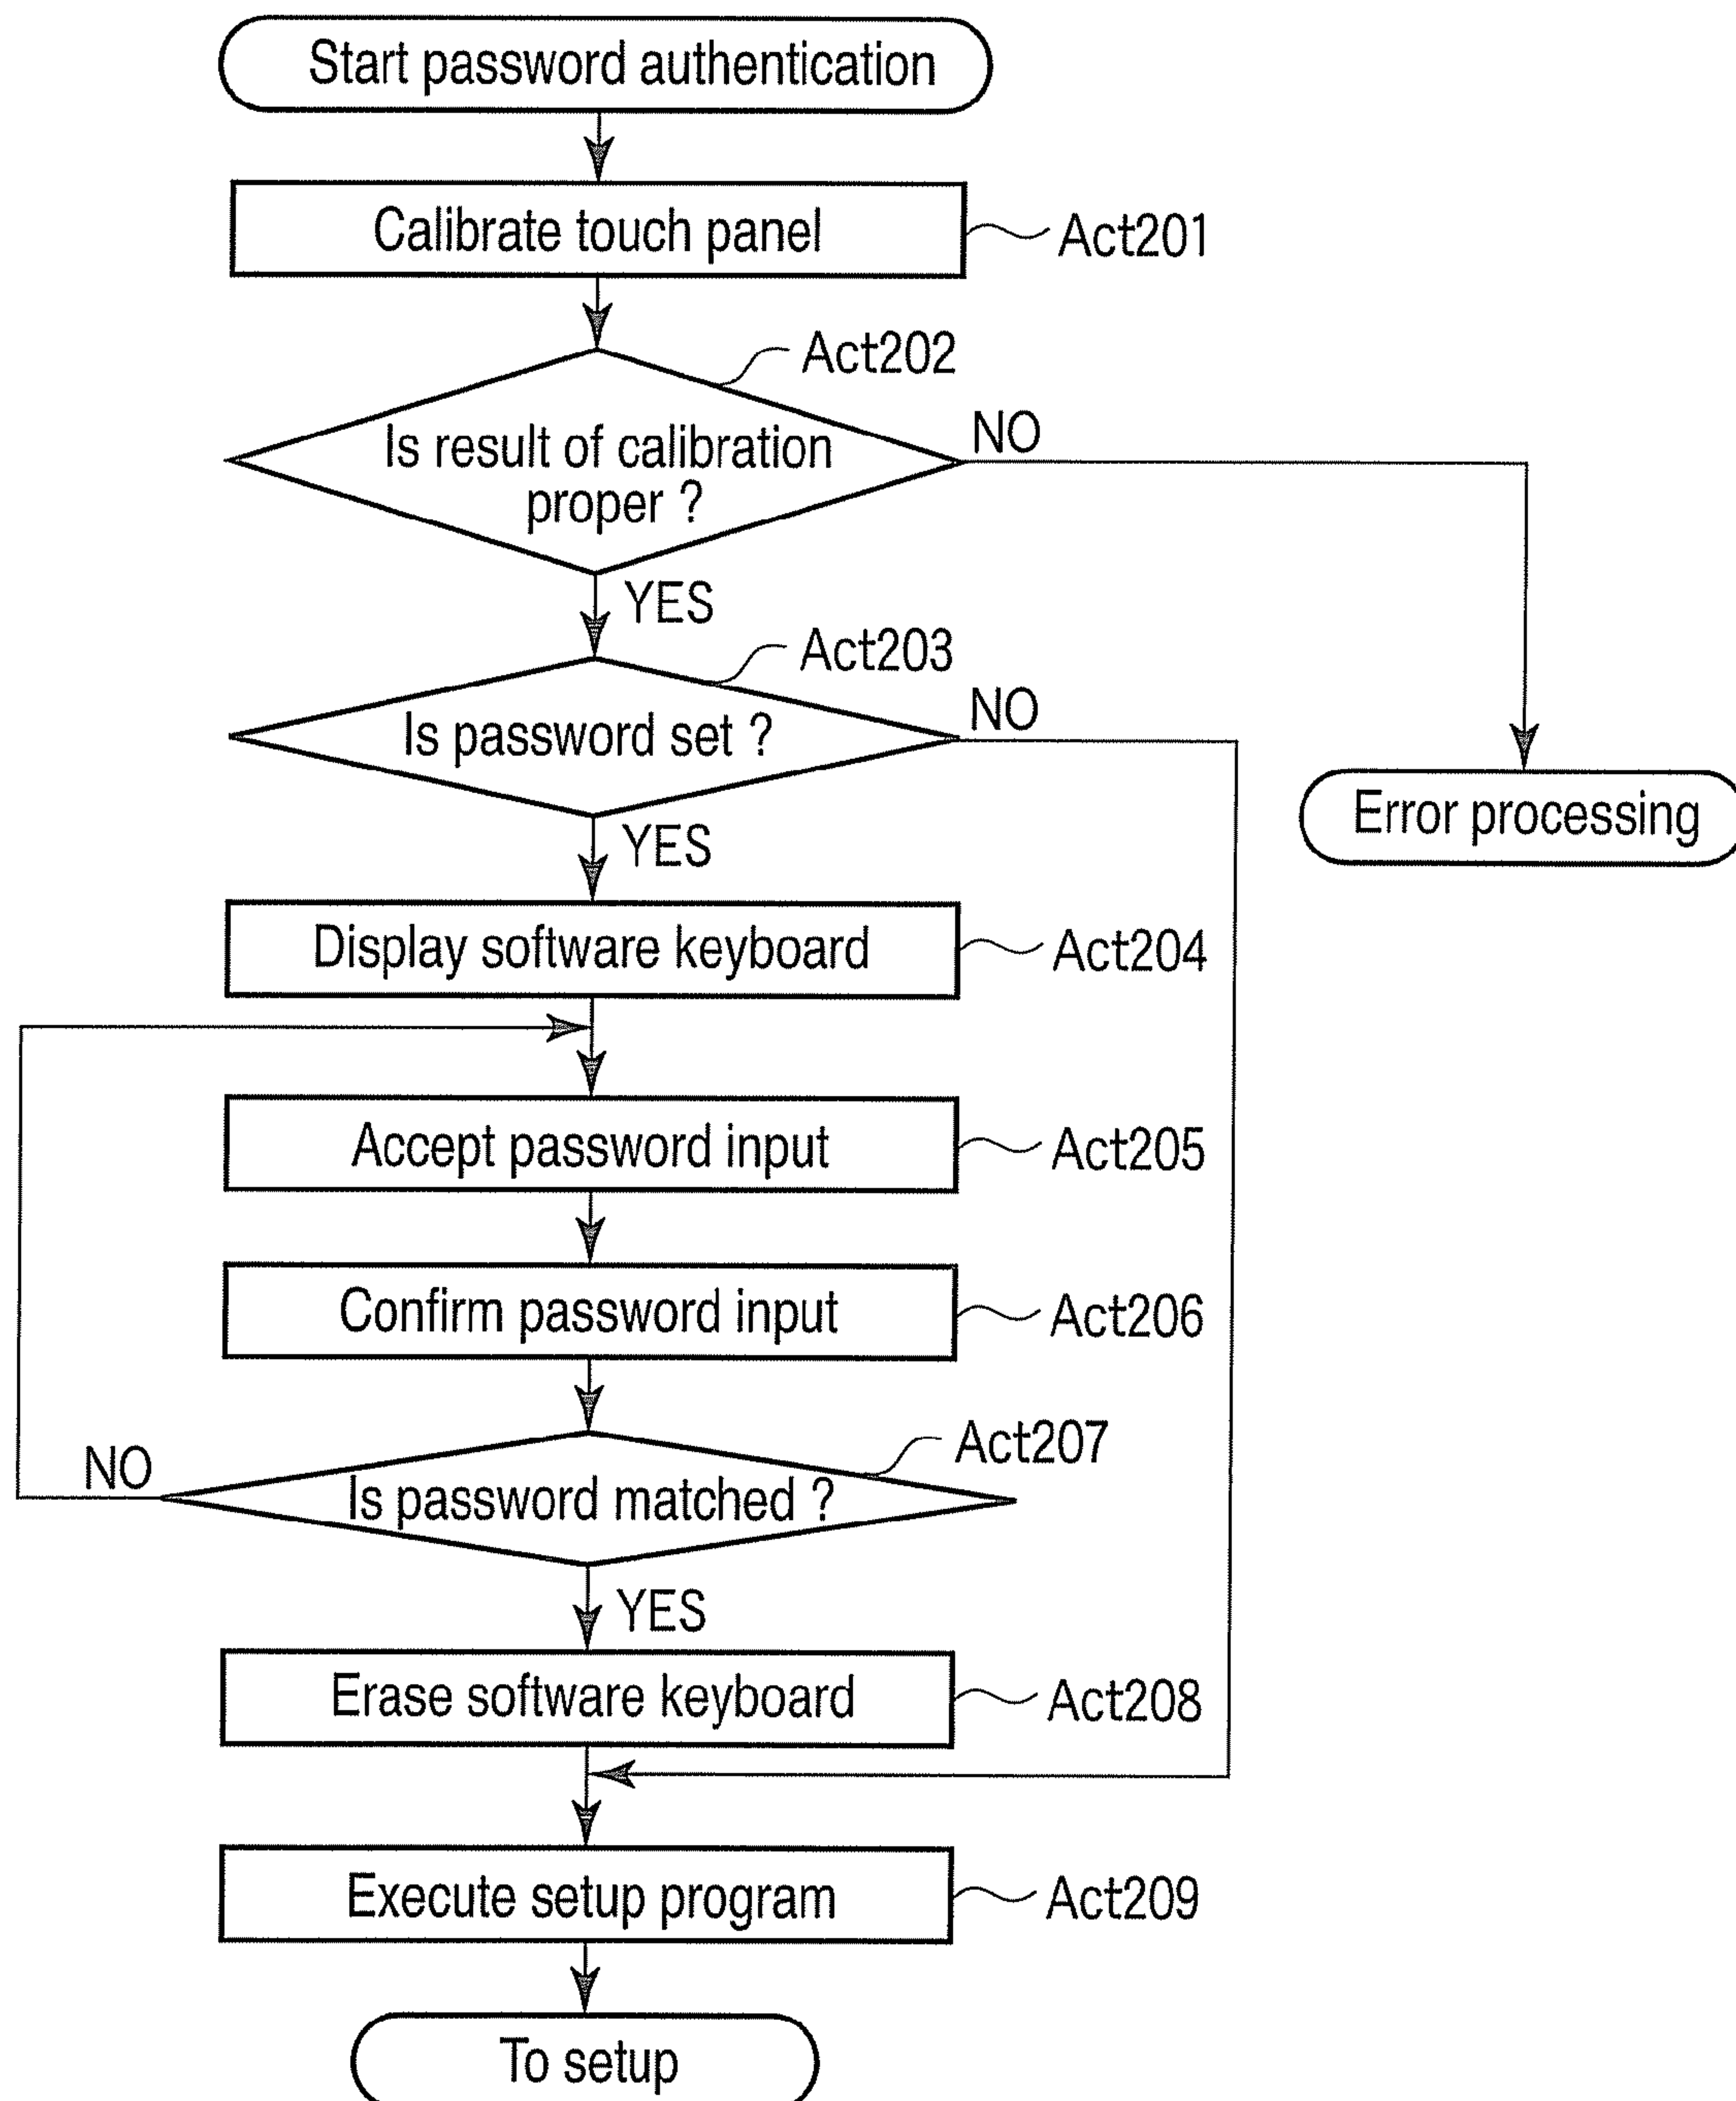 Start password authentication
Calibrate touch panel
Act201
Act202
Is result of calibration
proper ?
NO
YES
Act203
Is password set ?
NO
Error processing
YES
Display software keyboard
Act204
Accept password input
Act205
Confirm password input
Act206
Act207
NO
Is password matched ?
YES
Erase software keyboard
Act208
Execute setup program
Act209
To setup